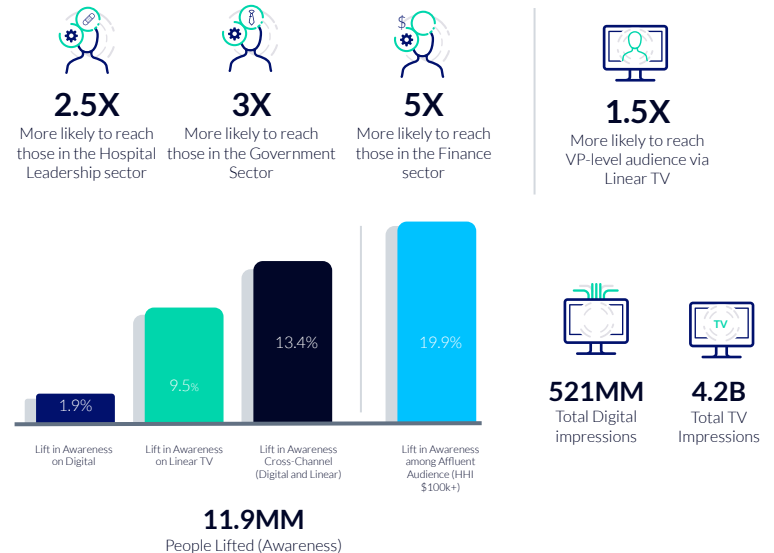 $
2.5X
More likely to reach
those in the Hospital
Leadership sector
3X
More likely to reach
those in the Government
Sector
5X
More likely to reach
those in the Finance
sector
1.5X
More likely to reach
VP-level audience via
Linear TV
1.9%
9.5%
13.4%
19.9%
Lift in Awareness
on Digital
Lift in Awareness
on Linear TV
Lift in Awareness
Cross-Channel
(Digital and Linear)
Lift in Awareness
among Affluent
Audience (HHI
$100k+)
11.9MM
People Lifted (Awareness)
521MM
Total Digital
impressions
TV
4.2B
Total TV
Impressions